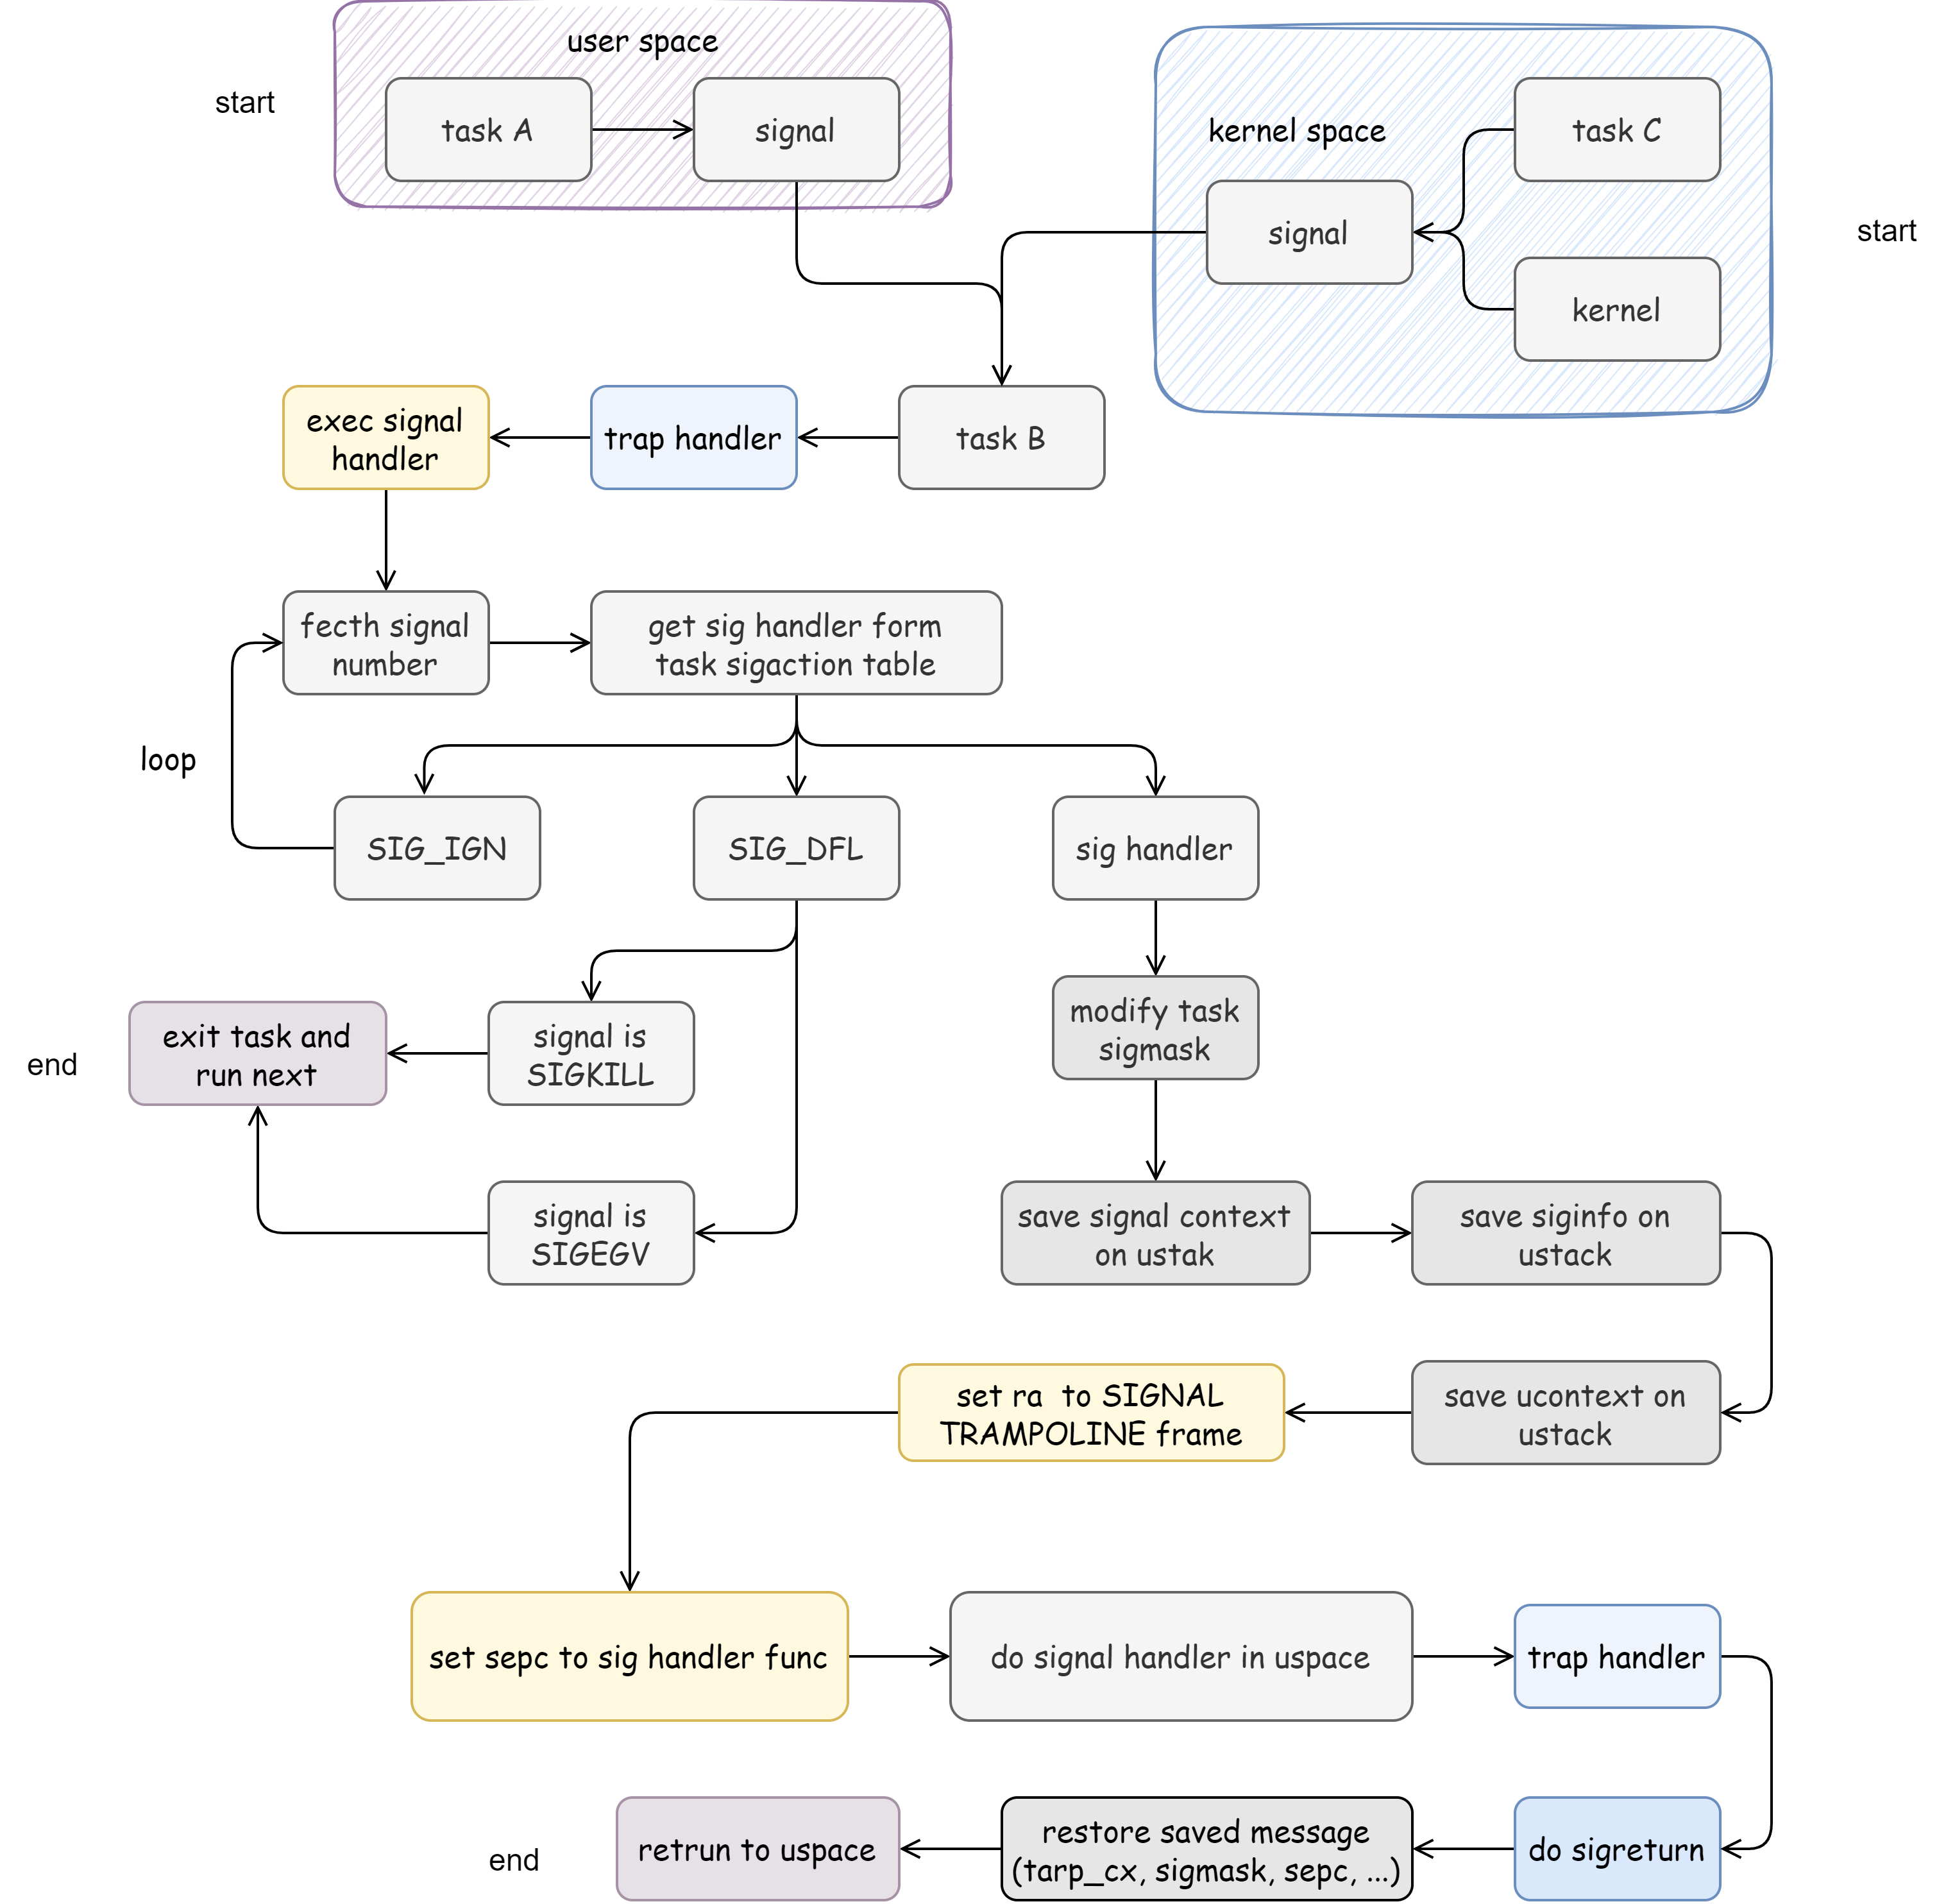 user space
start
task A
signal
kernel space
task C
signal
start
kernel
exec signal
handler
trap handler
task B
fecth signal
number
get sig handler form
task sigaction table
loop
SIG_IGN
SIG_DFL
sig handler
exit task and
run next
end
signal is
SIGKILL
modify task
sigmask
signal is
SIGEGV
save signal context
on ustak
save siginfo on
ustack
set ra  to SIGNAL
TRAMPOLINE frame
save ucontext on
ustack
set sepc to sig handler func
do signal handler in uspace
trap handler
end
retrun to uspace
restore saved message
(tarp_cx, sigmask, sepc, ...)
do sigreturn